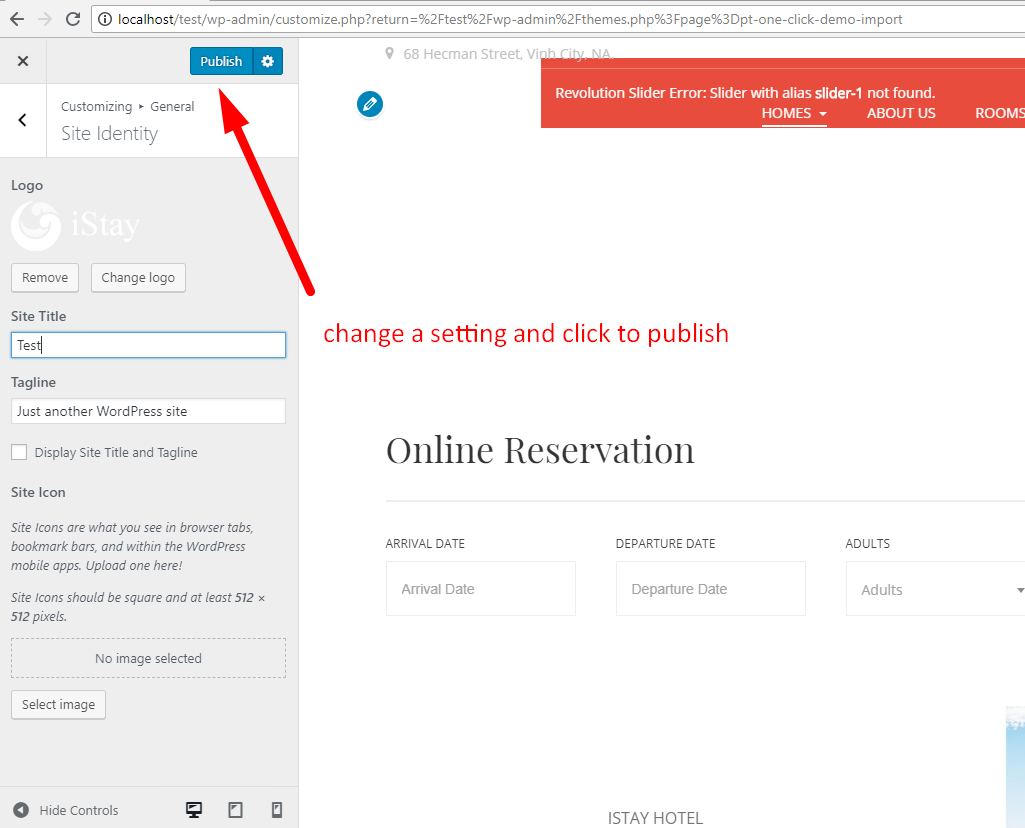 localhost/test/wp-admin/customize.php?return=%2Ftest%2Fwp-admin%2Fthemes.php%3Fpage%3Dpt-one-click-demo-import
Publish
Customizing ▸ General
Site Identity
Logo
iStay
Remove
Change logo
Site Title
Test
Tagline
Just another WordPress site
Display Site Title and Tagline
Site Icon
Site Icons are what you see in browser tabs,
bookmark bars, and within the WordPress
mobile apps. Upload one here!
Site Icons should be square and at least 512 ×
512 pixels.
No image selected
Select image
Hide Controls
68 Hecman Street, Vinh City, NA.
Revolution Slider Error: Slider with alias slider-1 not found.
HOMES
ABOUT US
ROOMS
change a setting and click to publish
Online Reservation
ARRIVAL DATE
DEPARTURE DATE
ADULTS
Arrival Date
Departure Date
Adults
ISTAY HOTEL